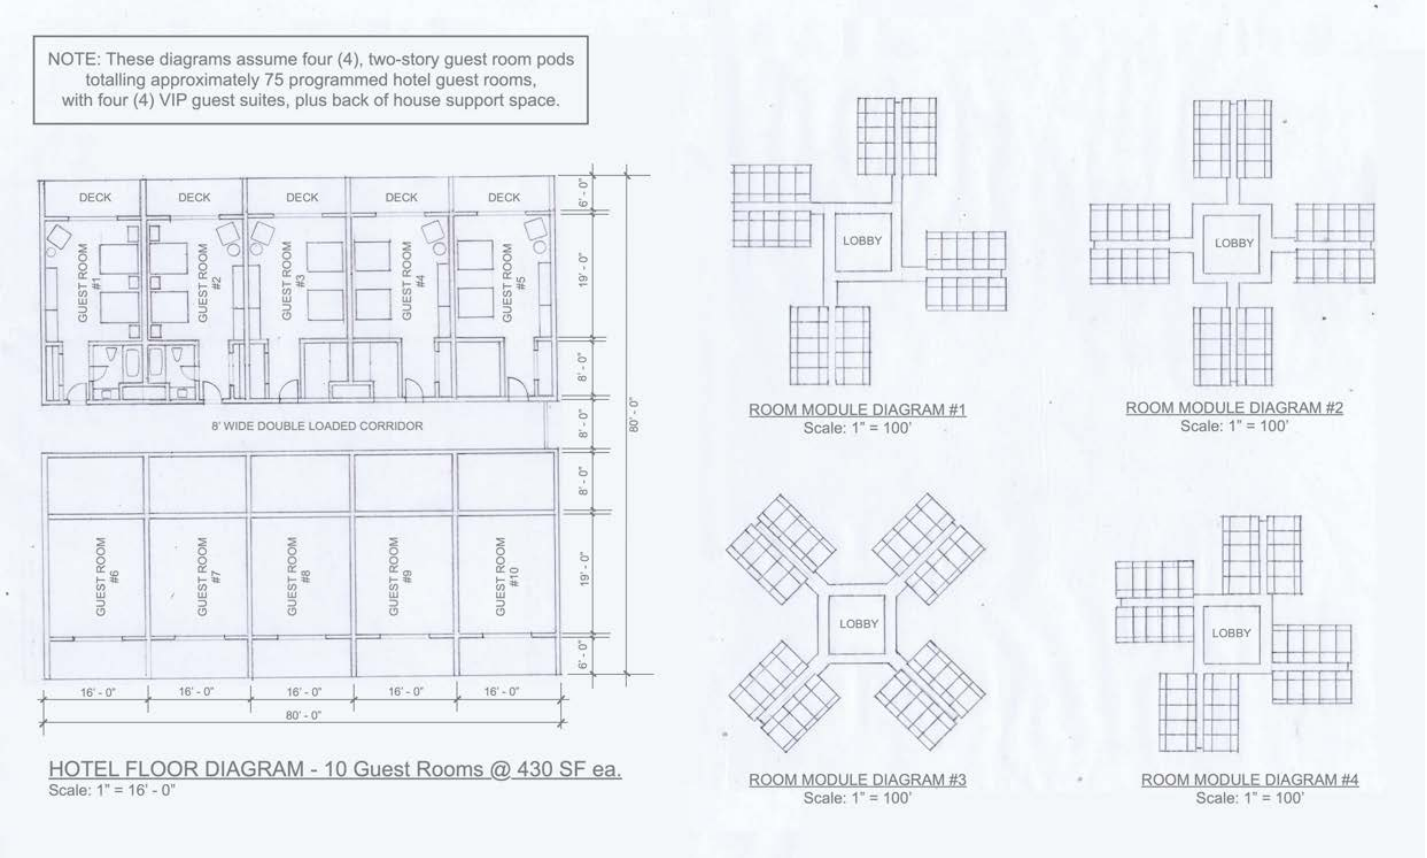 NOTE: These diagrams assume four (4), two-story guest room pods
totalling approximately 75 programmed hotel guest rooms,
with four (4) VIP guest suites, plus back of house support space.
DECK
DECK
DECK
DECK
DECK
GUEST ROOM
#1
GUEST ROOM
#2
GUEST ROOM
#3
GUEST ROOM
#4
GUEST ROOM
#5
6' - 0"
19' - 0"
8' - 0"
8' - 0"
8' - 0"
19' - 0"
6' - 0"
80' - 0"
8' WIDE DOUBLE LOADED CORRIDOR
GUEST ROOM
#6
GUEST ROOM
#7
GUEST ROOM
#8
GUEST ROOM
#9
GUEST ROOM
#10
16' - 0"
16' - 0"
16' - 0"
16' - 0"
16' - 0"
80' - 0"
HOTEL FLOOR DIAGRAM - 10 Guest Rooms @ 430 SF ea.
Scale: 1" = 16' - 0"
LOBBY
ROOM MODULE DIAGRAM #1
Scale: 1" = 100'
LOBBY
ROOM MODULE DIAGRAM #2
Scale: 1" = 100'
LOBBY
ROOM MODULE DIAGRAM #3
Scale: 1" = 100'
LOBBY
ROOM MODULE DIAGRAM #4
Scale: 1" = 100'